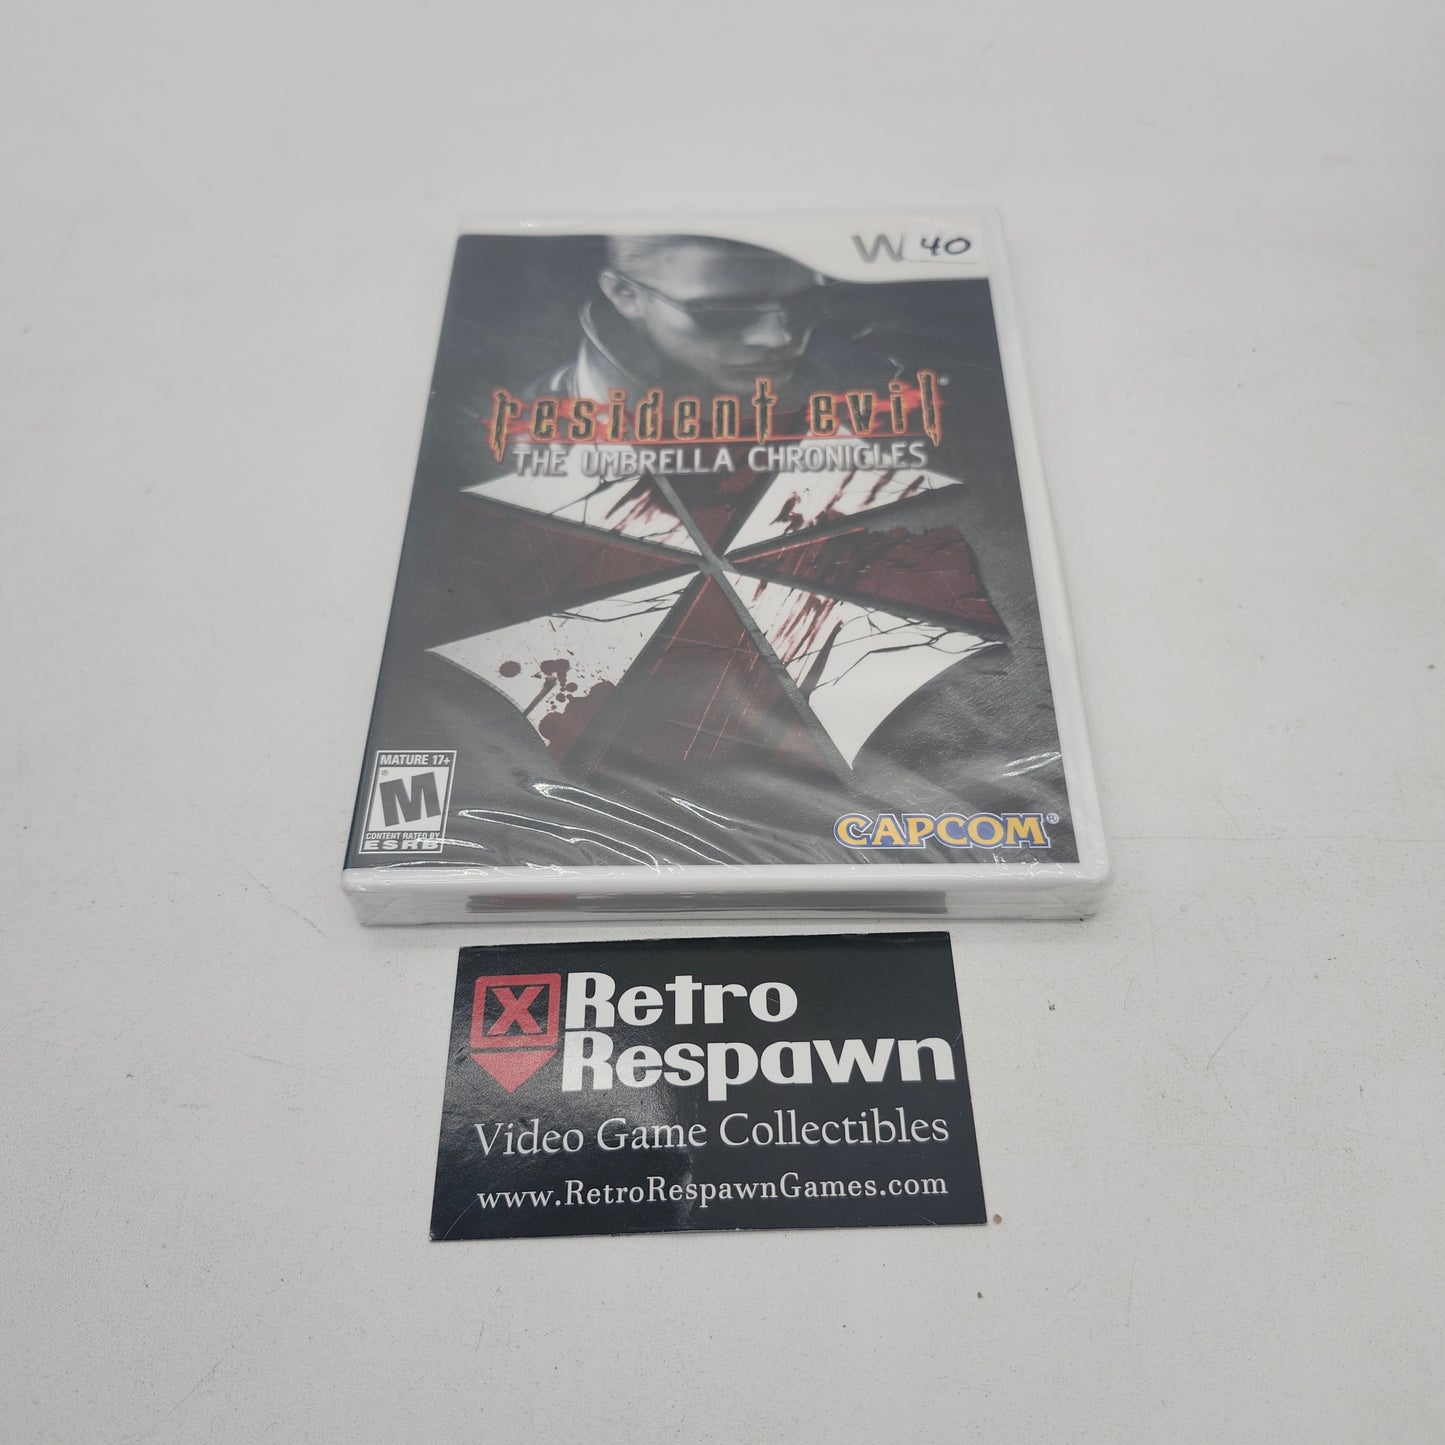 W 40
resident evil®
THE UMBRELLA CHRONICLES
MATURE 17+
M®
CONTENT RATED BY
ESRB
CAPCOM®
X Retro
Respawn
Video Game Collectibles
www.RetroRespawnGames.com